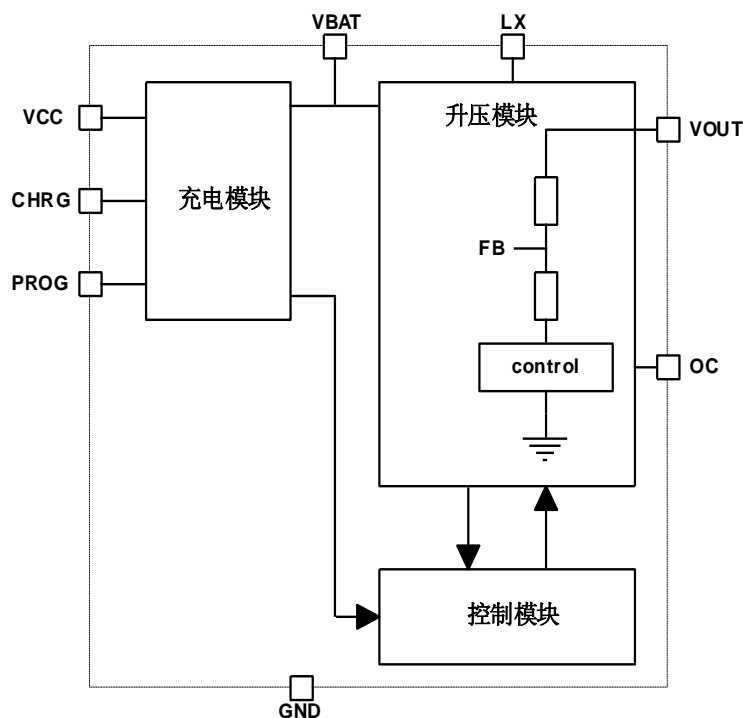 VBAT
LX
VCC
升压模块
VOUT
CHRG
充电模块
FB
PROG
control
OC
控制模块
GND